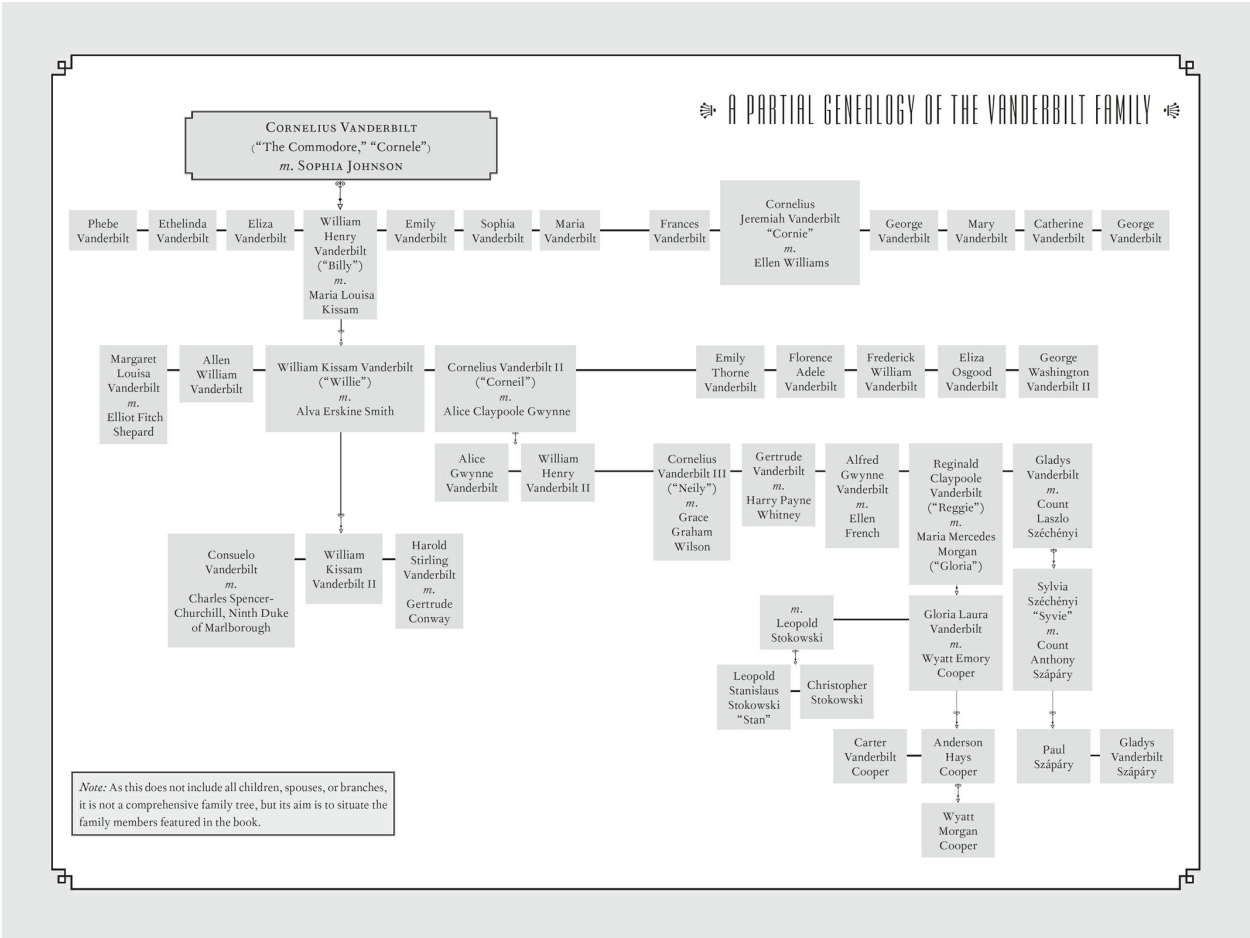 A PARTIAL GENEALOGY OF THE VANDERBILT FAMILY
CORNELIUS VANDERBILT
(“The Commodore,” “Cornele”)
m. SOPHIA JOHNSON
Phebe
Vanderbilt
Ethelinda
Vanderbilt
Eliza
Vanderbilt
William
Henry
Vanderbilt
(“Billy”)
m.
Maria Louisa
Kissam
Emily
Vanderbilt
Sophia
Vanderbilt
Maria
Vanderbilt
Frances
Vanderbilt
Cornelius
Jeremiah Vanderbilt
“Cornie”
m.
Ellen Williams
George
Vanderbilt
Mary
Vanderbilt
Catherine
Vanderbilt
George
Vanderbilt
Margaret
Louisa
Vanderbilt
m.
Elliot Fitch
Shepard
Allen
William
Vanderbilt
William Kissam Vanderbilt
(“Willie”)
m.
Alva Erskine Smith
Cornelius Vanderbilt II
(“Corneil”)
m.
Alice Claypoole Gwynne
Emily
Thorne
Vanderbilt
Florence
Adele
Vanderbilt
Frederick
William
Vanderbilt
Eliza
Osgood
Vanderbilt
George
Washington
Vanderbilt II
Alice
Gwynne
Vanderbilt
William
Henry
Vanderbilt II
Cornelius
Vanderbilt III
(“Neily”)
m.
Grace
Graham
Wilson
Gertrude
Vanderbilt
m.
Harry Payne
Whitney
Alfred
Gwynne
Vanderbilt
m.
Ellen
French
Reginald
Claypoole
Vanderbilt
(“Reggie”)
m.
Maria Mercedes
Morgan
(“Gloria”)
Gladys
Vanderbilt
m.
Count
Laszlo
Széchényi
Consuelo
Vanderbilt
m.
Charles Spencer-
Churchill, Ninth Duke
of Marlborough
William
Kissam
Vanderbilt II
Harold
Stirling
Vanderbilt
m.
Gertrude
Conway
m.
Leopold
Stokowski
Gloria Laura
Vanderbilt
m.
Wyatt Emory
Cooper
Sylvia
Széchényi
“Syvie”
m.
Count
Anthony
Szápáry
Leopold
Stanislaus
Stokowski
“Stan”
Christopher
Stokowski
Carter
Vanderbilt
Cooper
Anderson
Hays
Cooper
Paul
Szápáry
Gladys
Vanderbilt
Szápáry
Wyatt
Morgan
Cooper
Note: As this does not include all children, spouses, or branches,
it is not a comprehensive family tree, but its aim is to situate the
family members featured in the book.